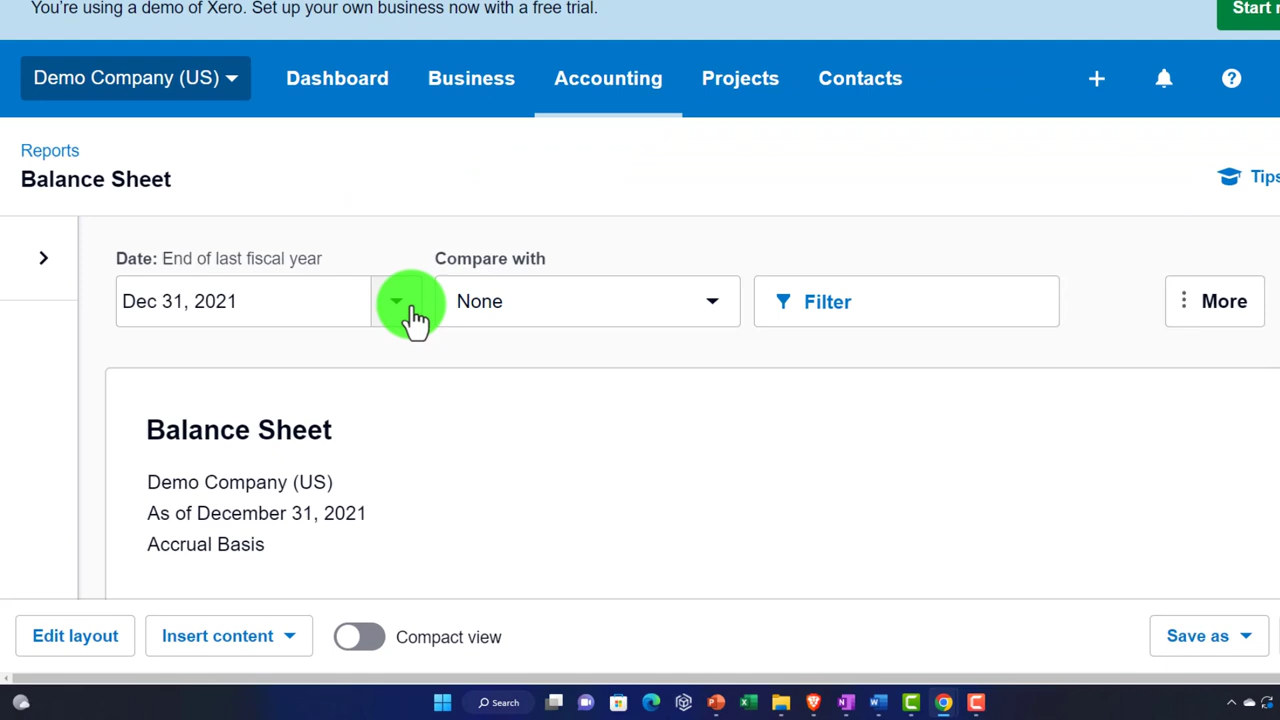 You're using a demo of Xero. Set up your own business now with a free trial.
Start
Demo Company (US)
Dashboard
Business
Accounting
Projects
Contacts
Reports
Balance Sheet
Tips
Date: End of last fiscal year
Compare with
Dec 31, 2021
None
Filter
More
Balance Sheet
Demo Company (US)
As of December 31, 2021
Accrual Basis
Edit layout
Insert content
Compact view
Save as
Search